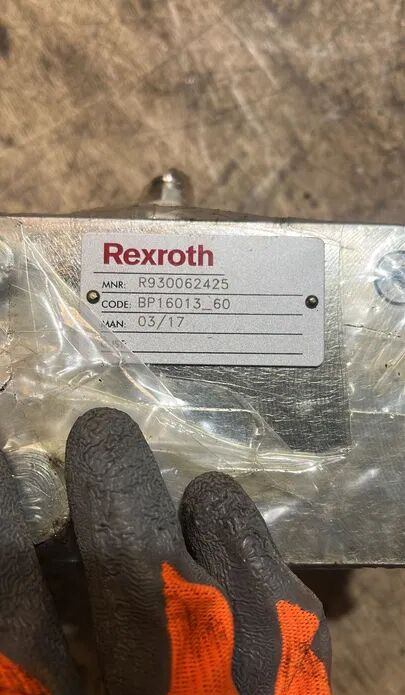 Rexroth
MNR: R930062425
CODE: BP16013_60
MAN: 03/17